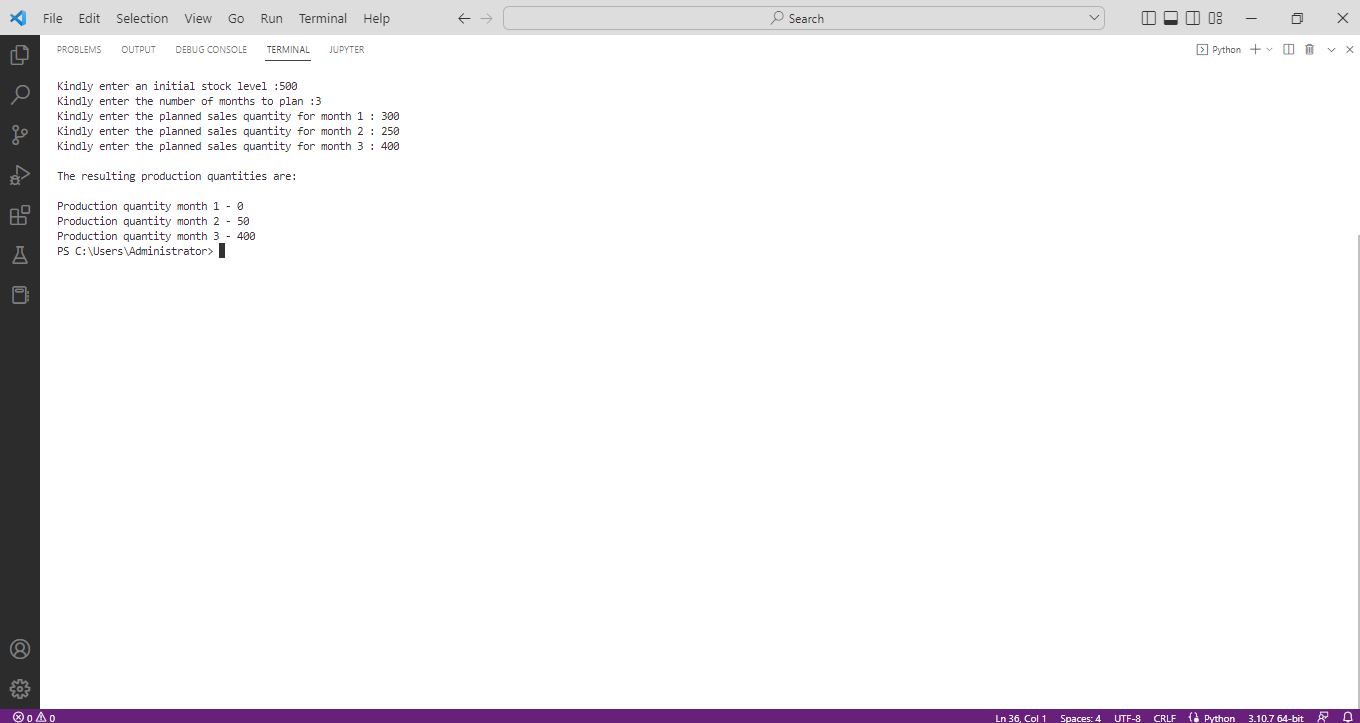 File Edit Selection View Go Run Terminal Help Search
PROBLEMS OUTPUT DEBUG CONSOLE TERMINAL JUPYTER Python
Kindly enter an initial stock level :500
Kindly enter the number of months to plan :3
Kindly enter the planned sales quantity for month 1 : 300
Kindly enter the planned sales quantity for month 2 : 250
Kindly enter the planned sales quantity for month 3 : 400
The resulting production quantities are:
Production quantity month 1 - 0
Production quantity month 2 - 50
Production quantity month 3 - 400
PS C:\Users\Administrator>
0 0 Ln 36, Col 1 Spaces: 4 UTF-8 CRLF Python 3.10.7 64-bit